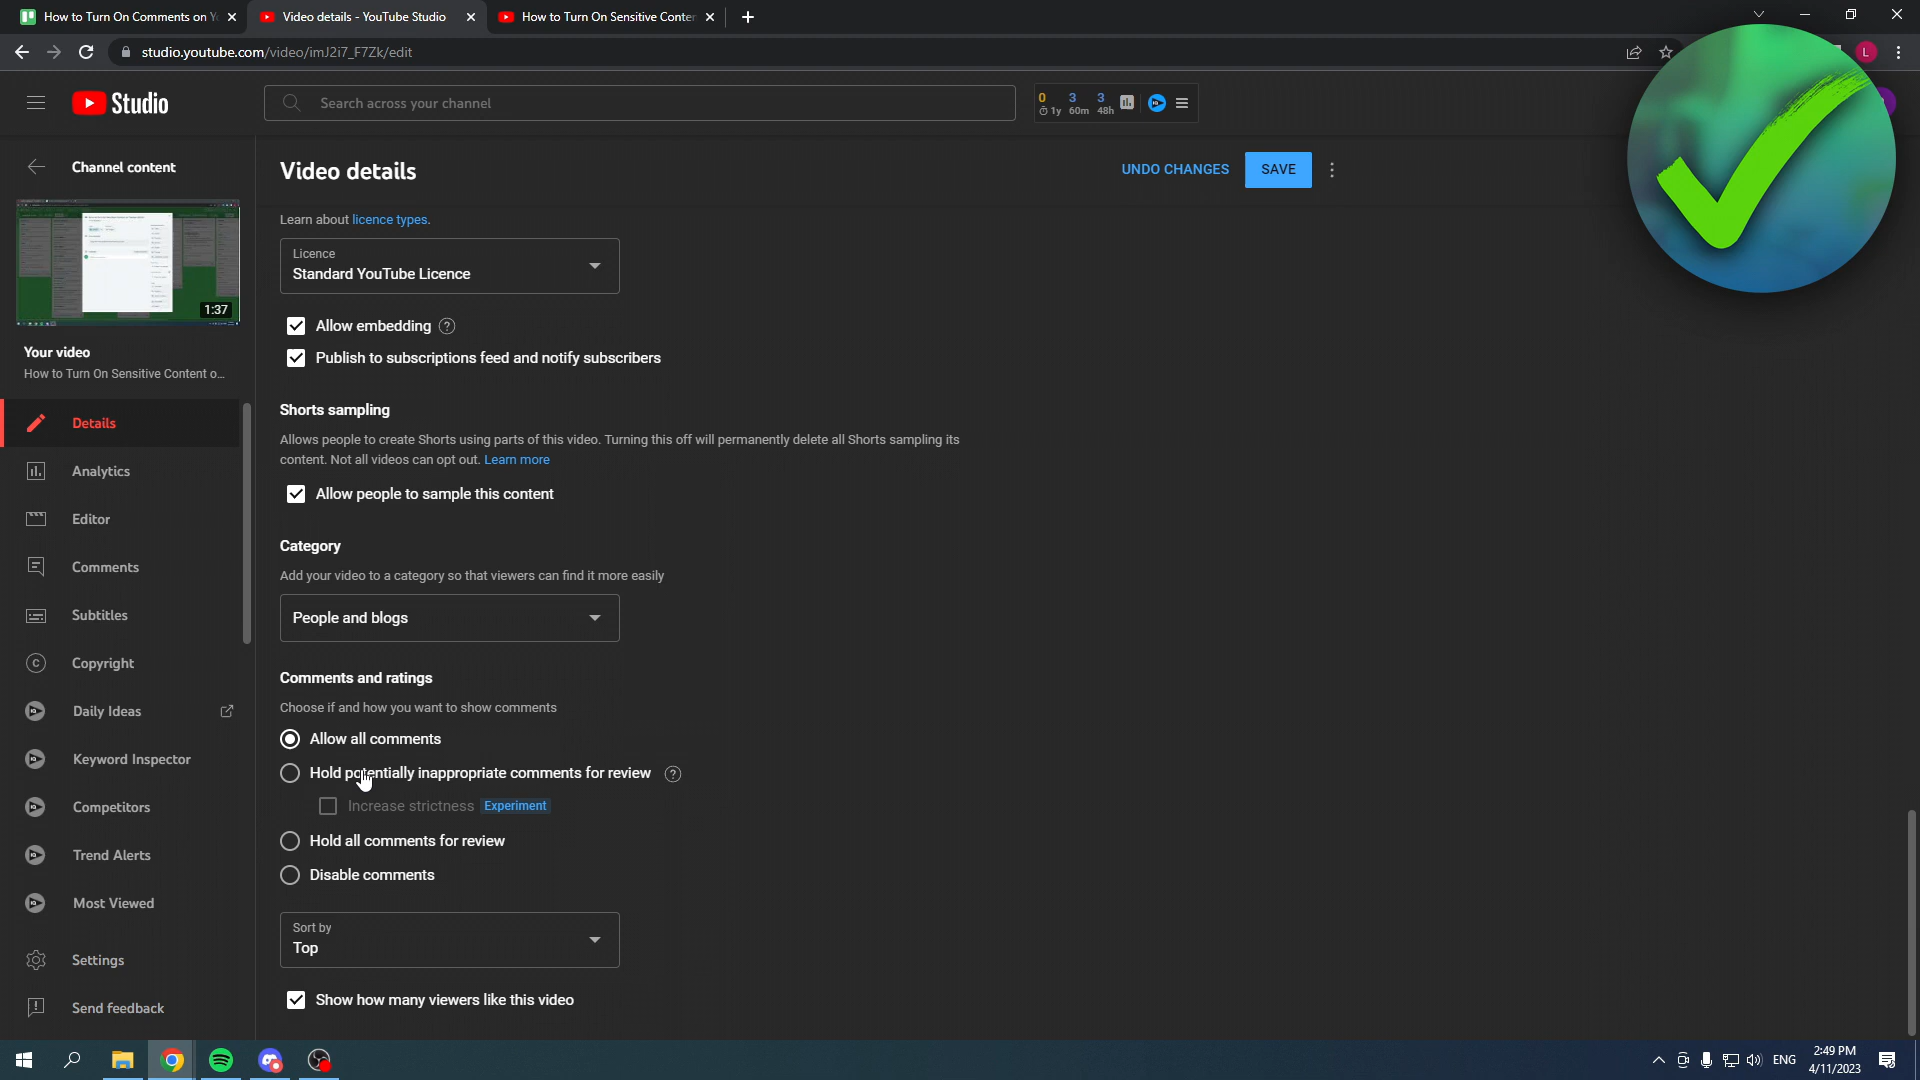 How to Turn On Comments on Y
Video details - YouTube Studio
How to Turn On Sensitive Conter
studio.youtube.com/video/imJ2i7_F7Zk/edit
L
Studio
Search across your channel
0 3 3
1y 60m 48h
Channel content
Video details
UNDO CHANGES
SAVE
1:37
Your video
How to Turn On Sensitive Content o...
Details
Analytics
Editor
Comments
Subtitles
Copyright
Daily Ideas
Keyword Inspector
Competitors
Trend Alerts
Most Viewed
Settings
Send feedback
Learn about licence types.
Licence
Standard YouTube Licence
Allow embedding
Publish to subscriptions feed and notify subscribers
Shorts sampling
Allows people to create Shorts using parts of this video. Turning this off will permanently delete all Shorts sampling its
content. Not all videos can opt out. Learn more
Allow people to sample this content
Category
Add your video to a category so that viewers can find it more easily
People and blogs
Comments and ratings
Choose if and how you want to show comments
Allow all comments
Hold potentially inappropriate comments for review
Increase strictness Experiment
Hold all comments for review
Disable comments
Sort by
Top
Show how many viewers like this video
ENG
2:49 PM
4/11/2023